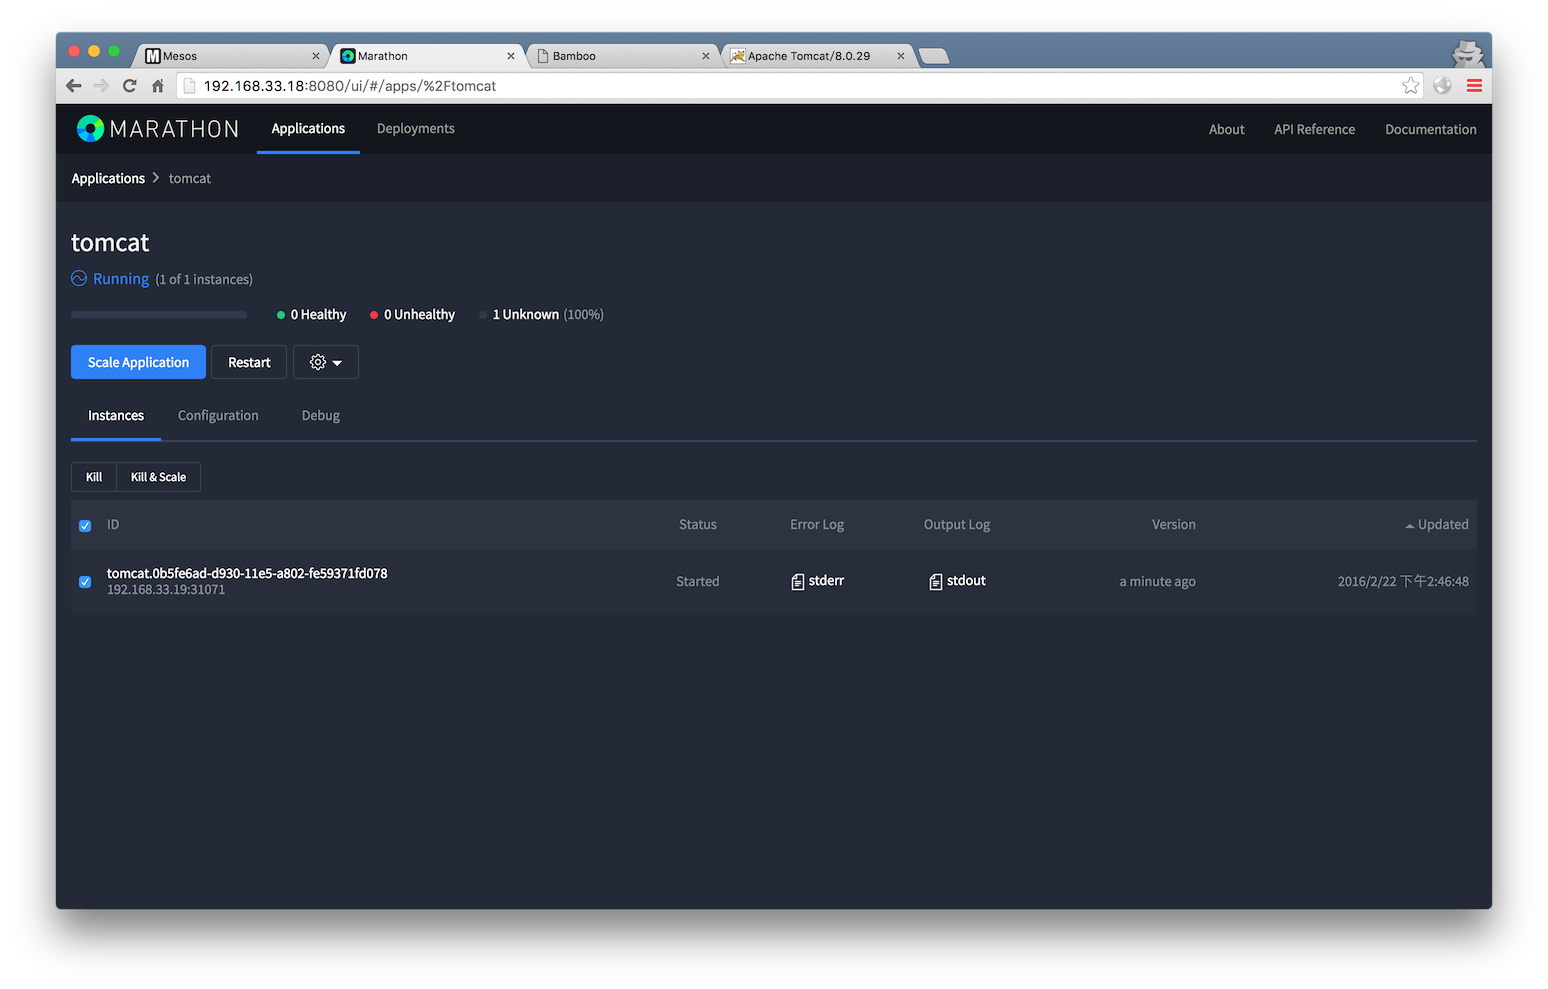 Mesos
Marathon
Bamboo
Apache Tomcat/8.0.29
192.168.33.18:8080/ui/#/apps/%2Ftomcat
MARATHON
Applications
Deployments
About
API Reference
Documentation
Applications > tomcat
tomcat
Running (1 of 1 instances)
0 Healthy
0 Unhealthy
1 Unknown (100%)
Scale Application
Restart
Instances
Configuration
Debug
Kill
Kill & Scale
ID
Status
Error Log
Output Log
Version
Updated
tomcat.0b5fe6ad-d930-11e5-a802-fe59371fd078
192.168.33.19:31071
Started
stderr
stdout
a minute ago
2016/2/22 下午2:46:48